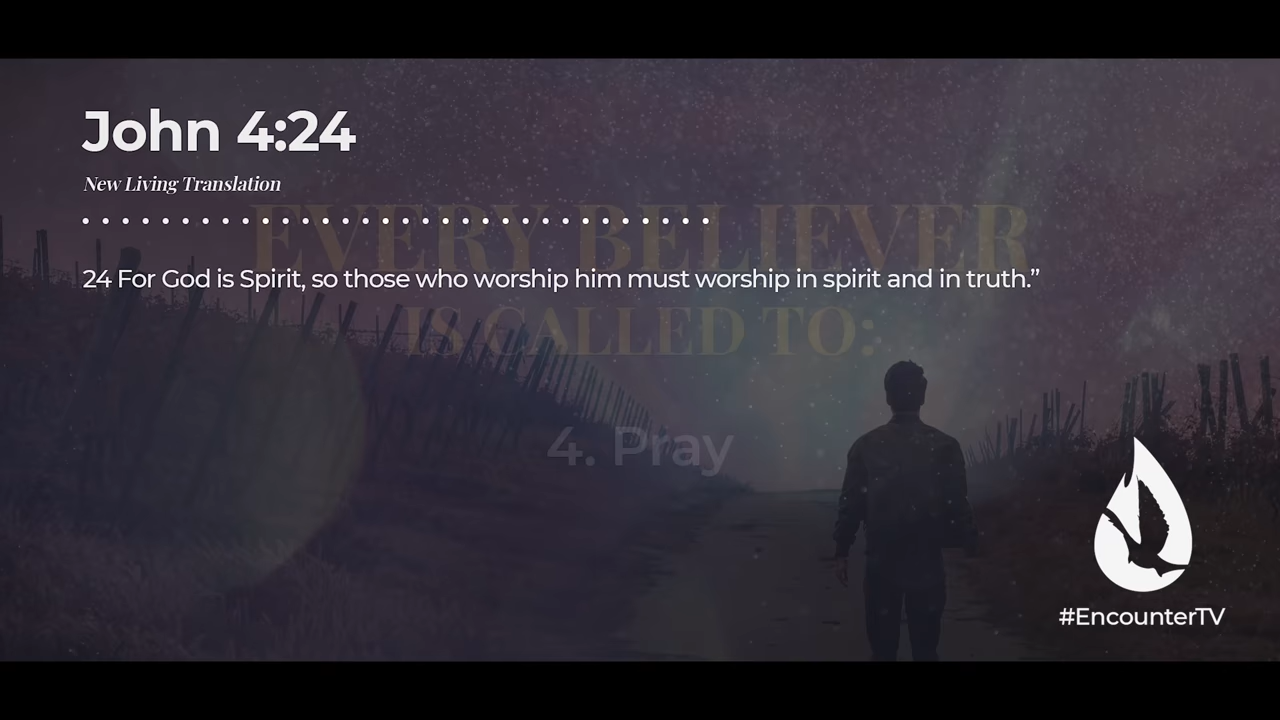 John 4:24
New Living Translation
EVERY BELIEVER
24 For God is Spirit, so those who worship him must worship in spirit and in truth.”
IS CALLED TO:
4. Pray
#EncounterTV